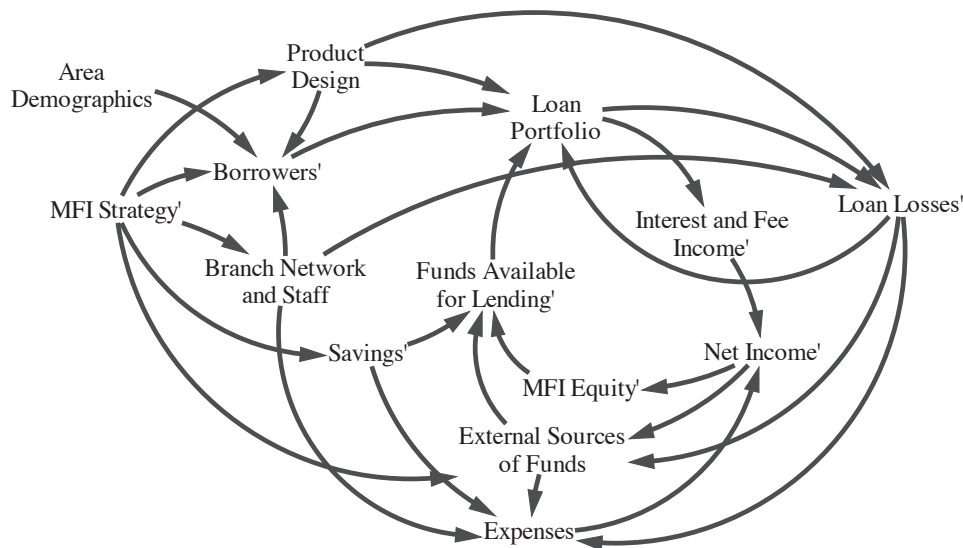 Product
Design
Area
Demographics
Loan
Portfolio
Borrowers'
MFI Strategy'
Loan Losses'
Interest and Fee
Income'
Branch Network
and Staff
Funds Available
for Lending'
Savings'
Net Income'
MFI Equity'
External Sources
of Funds
Expenses